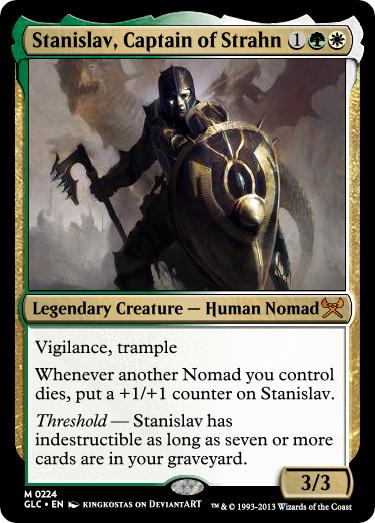 Stanislav, Captain of Strahn 1
Legendary Creature — Human Nomad
Vigilance, trample
Whenever another Nomad you control
dies, put a +1/+1 counter on Stanislav.
Threshold — Stanislav has
indestructible as long as seven or more
cards are in your graveyard.
3/3
M 0224
GLC • EN KINGKOSTAS ON DEVIANTART
™ & © 1993-2013 Wizards of the Coast